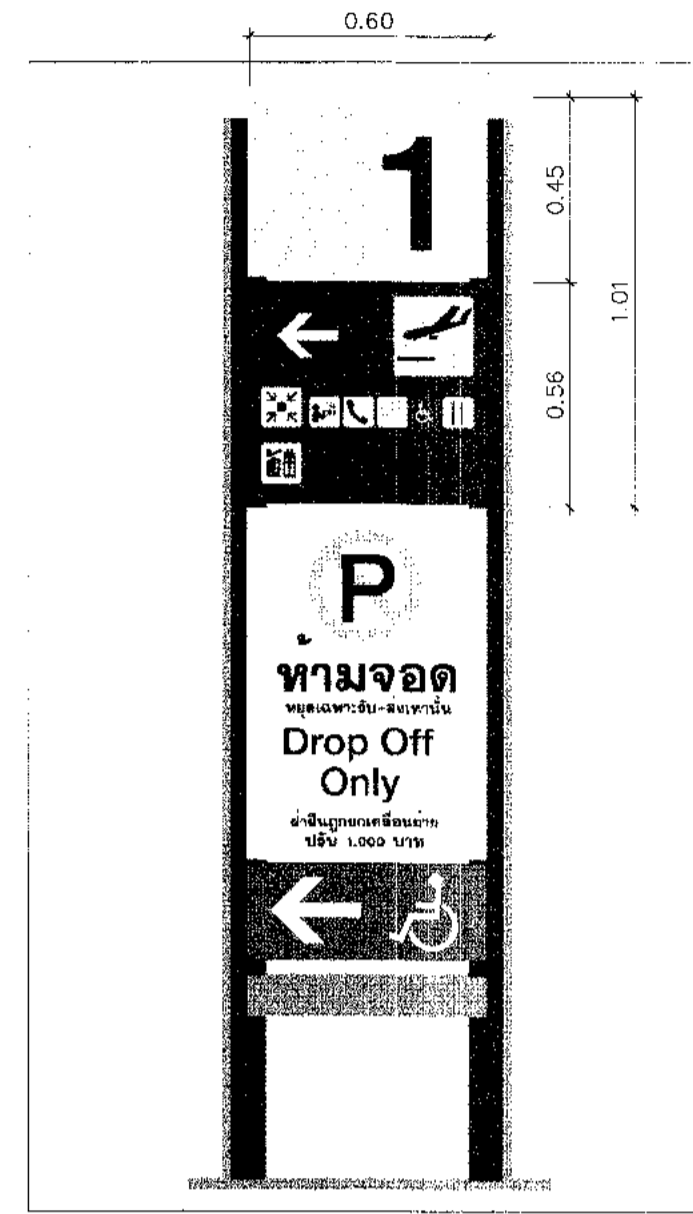 0.60
0.45
1.01
0.56
1
P
ห้ามจอด
หยุดเฉพาะรับ-ส่งเท่านั้น
Drop Off
Only
ฝ่าฝืนถูกยกเคลื่อนย้าย
ปรับ 1,000 บาท